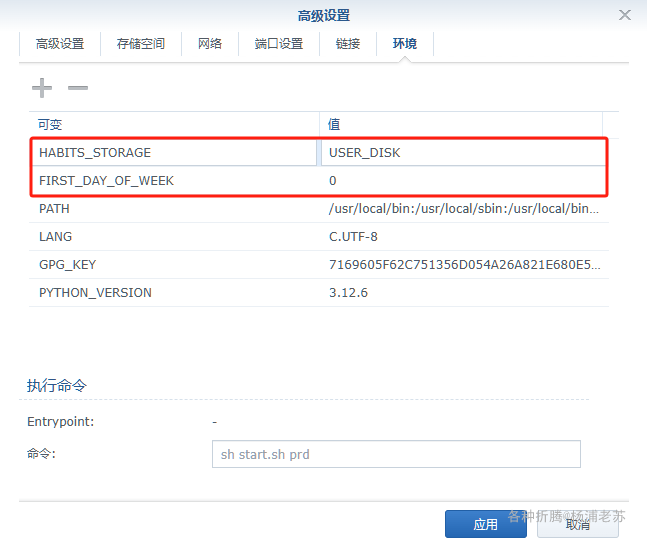 高级设置
高级设置 存储空间 网络 端口设置 链接 环境
可变 值
HABITS_STORAGE USER_DISK
FIRST_DAY_OF_WEEK 0
PATH /usr/local/bin:/usr/local/sbin:/usr/local/bin...
LANG C.UTF-8
GPG_KEY 7169605F62C751356D054A26A821E680E5...
PYTHON_VERSION 3.12.6
执行命令
Entrypoint: -
命令: sh start.sh prd
应用 取消
各种折腾@杨浦老苏